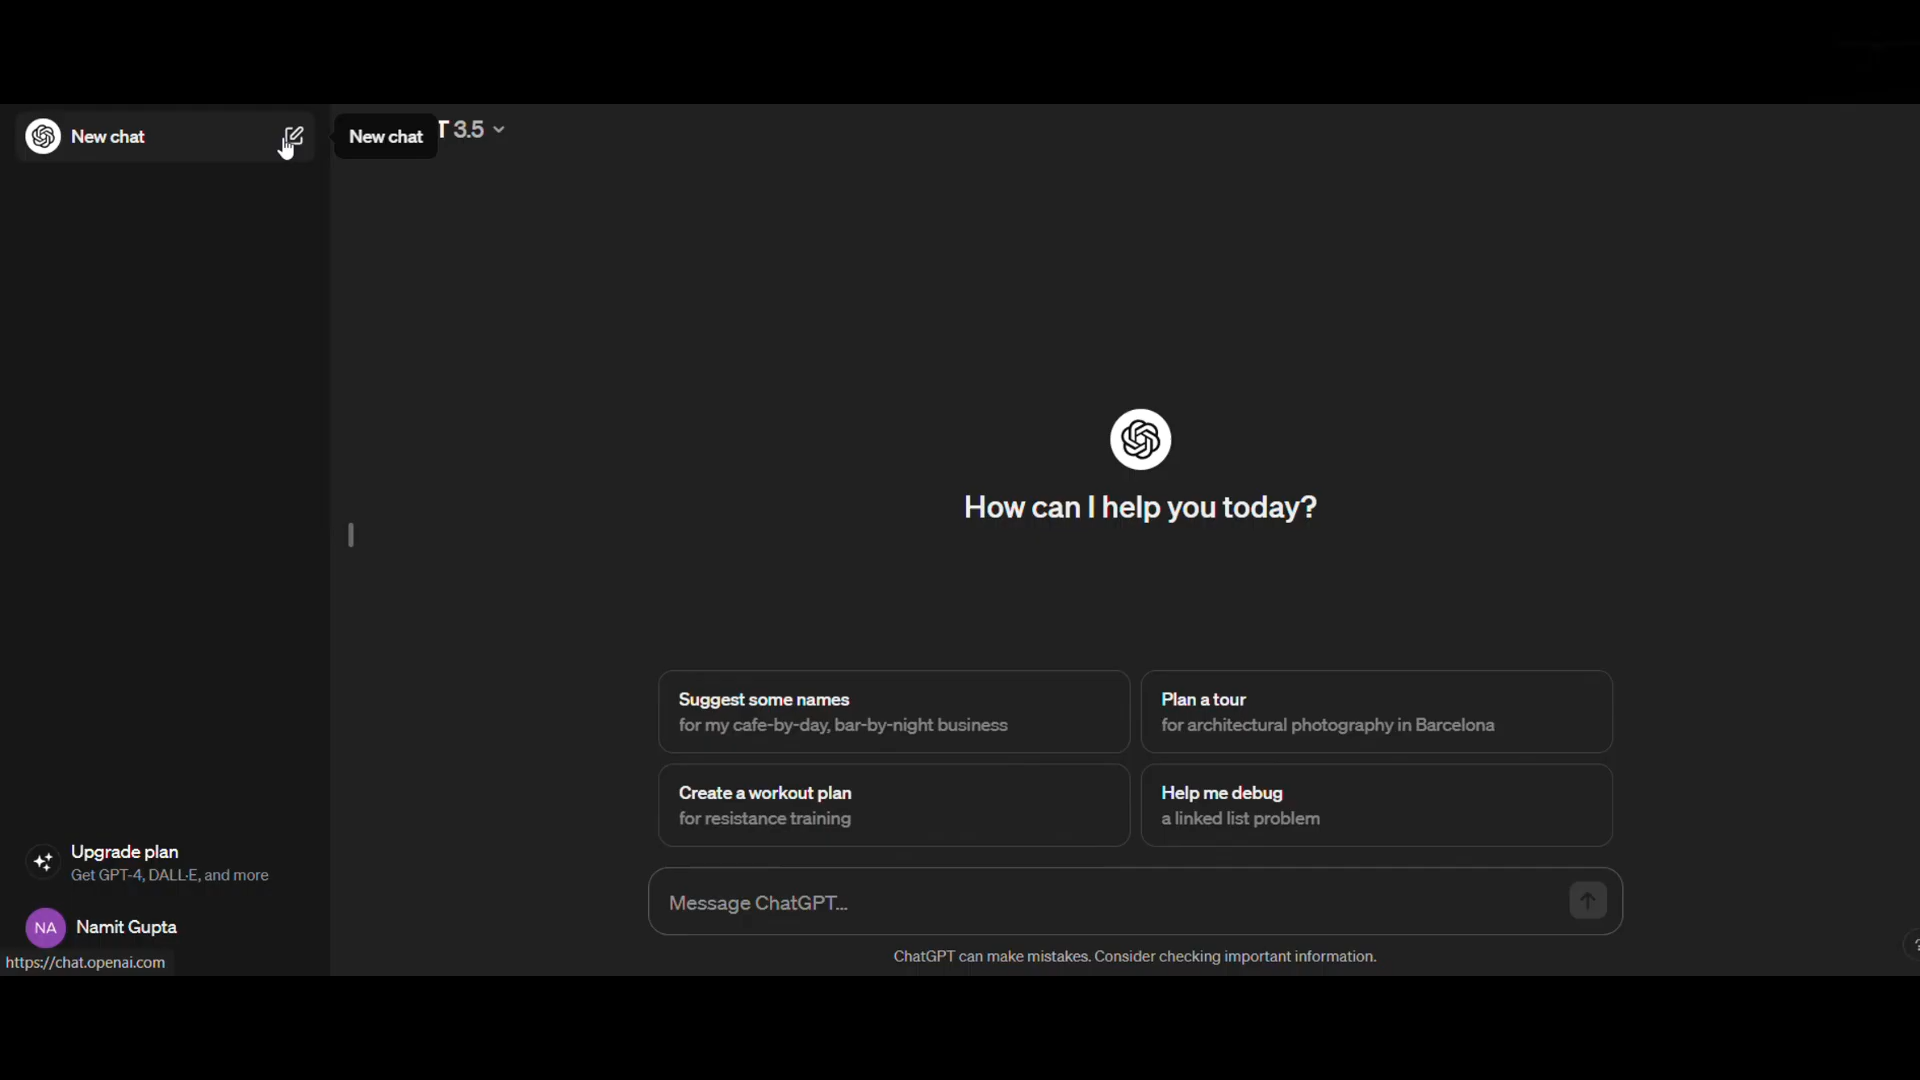 New chat
New chat
T 3.5
How can I help you today?
Suggest some names
for my cafe-by-day, bar-by-night business
Plan a tour
for architectural photography in Barcelona
Create a workout plan
for resistance training
Help me debug
a linked list problem
Message ChatGPT...
ChatGPT can make mistakes. Consider checking important information.
Upgrade plan
Get GPT-4, DALL·E, and more
NA
Namit Gupta
https://chat.openai.com
?